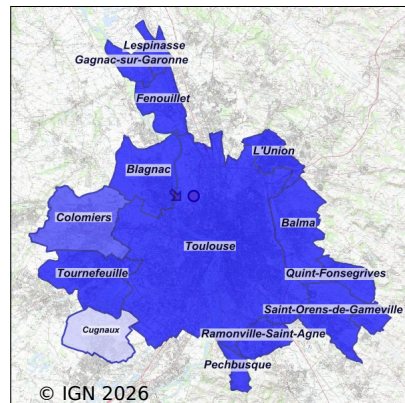 Lespinasse
Gagnac-sur-Garonne
Fenouillet
L'Union
Blagnac
Colomiers
Balma
Toulouse
Tournefeuille
Quint-Fonsegrives
Saint-Orens-de-Gameville
Cugnaux
Ramonville-Saint-Agne
Pechbusque
© IGN 2026